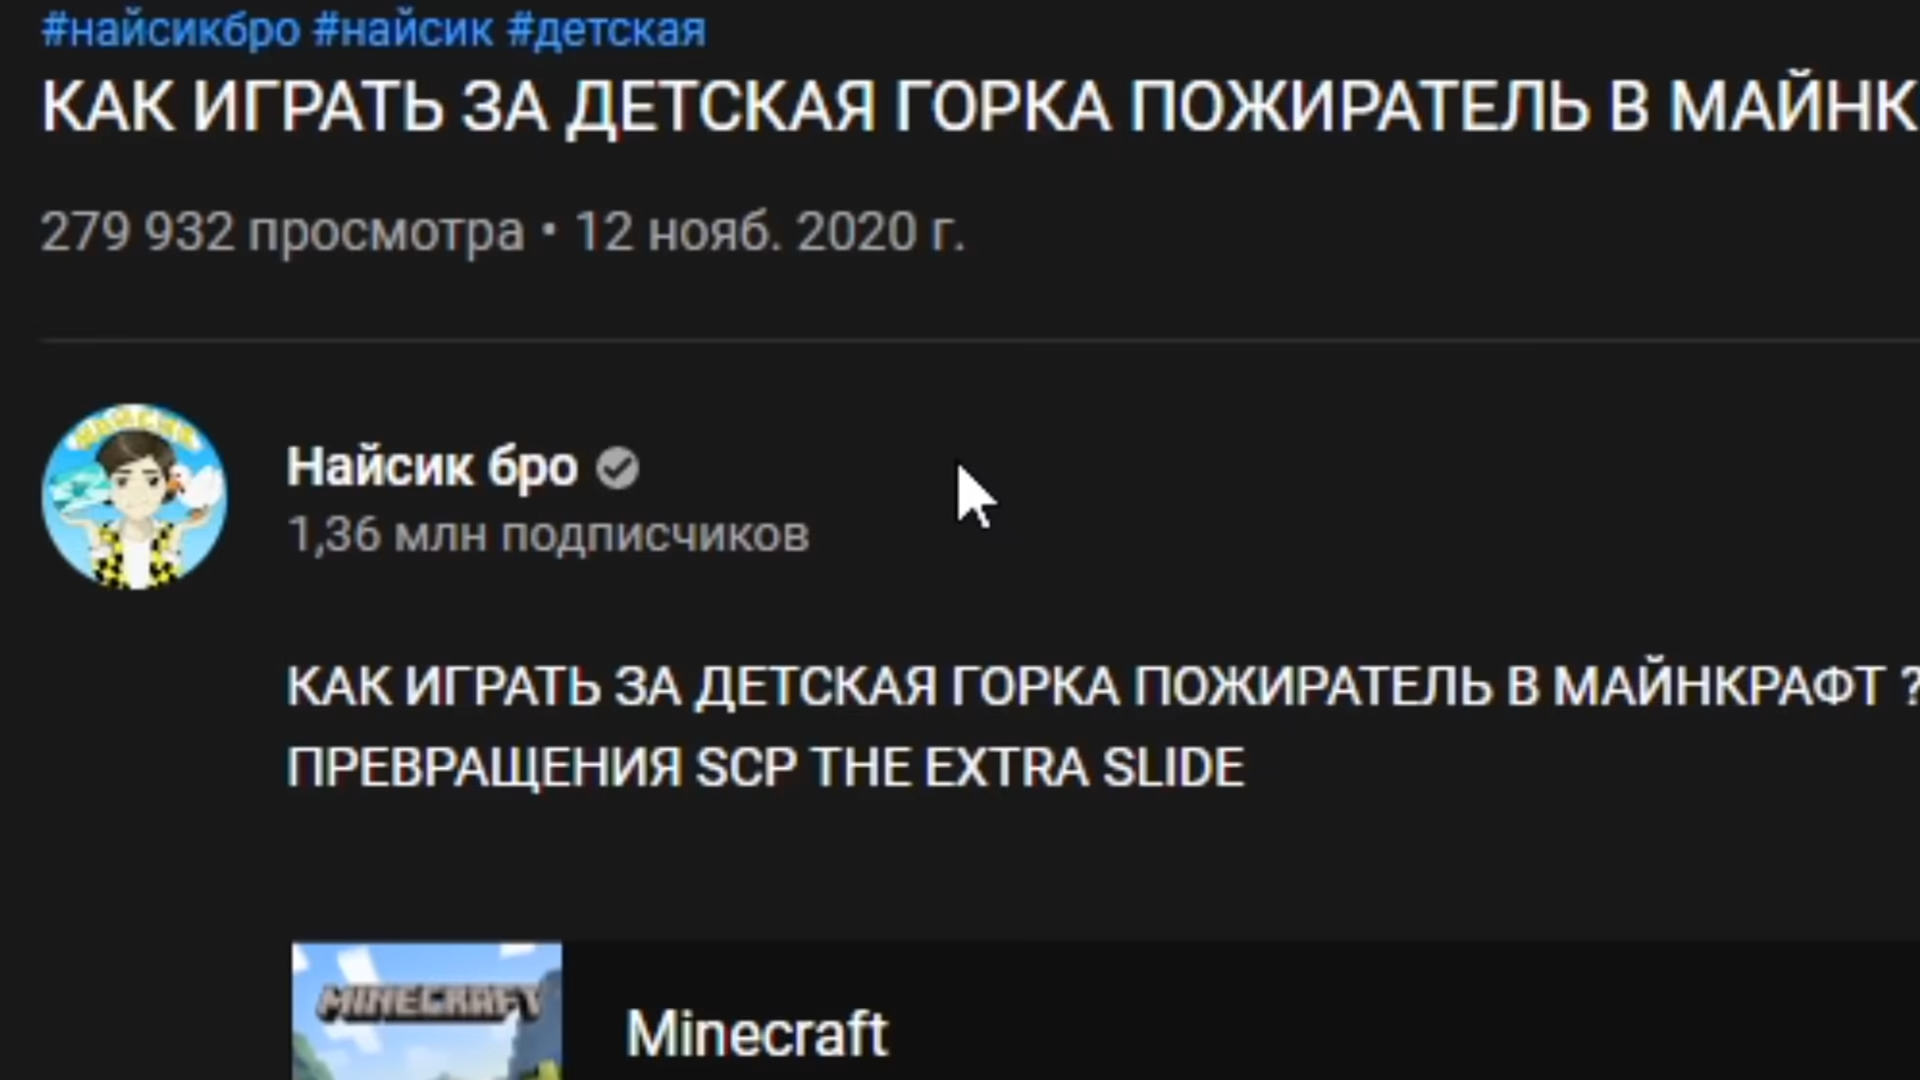 #найсикбро #найсик #детская
КАК ИГРАТЬ ЗА ДЕТСКАЯ ГОРКА ПОЖИРАТЕЛЬ В МАЙНК
279 932 просмотра • 12 нояб. 2020 г.
НАЙСИК
Найсик бро
1,36 млн подписчиков
КАК ИГРАТЬ ЗА ДЕТСКАЯ ГОРКА ПОЖИРАТЕЛЬ В МАЙНКРАФТ ?
ПРЕВРАЩЕНИЯ SCP THE EXTRA SLIDE
MINECRAFT
Minecraft